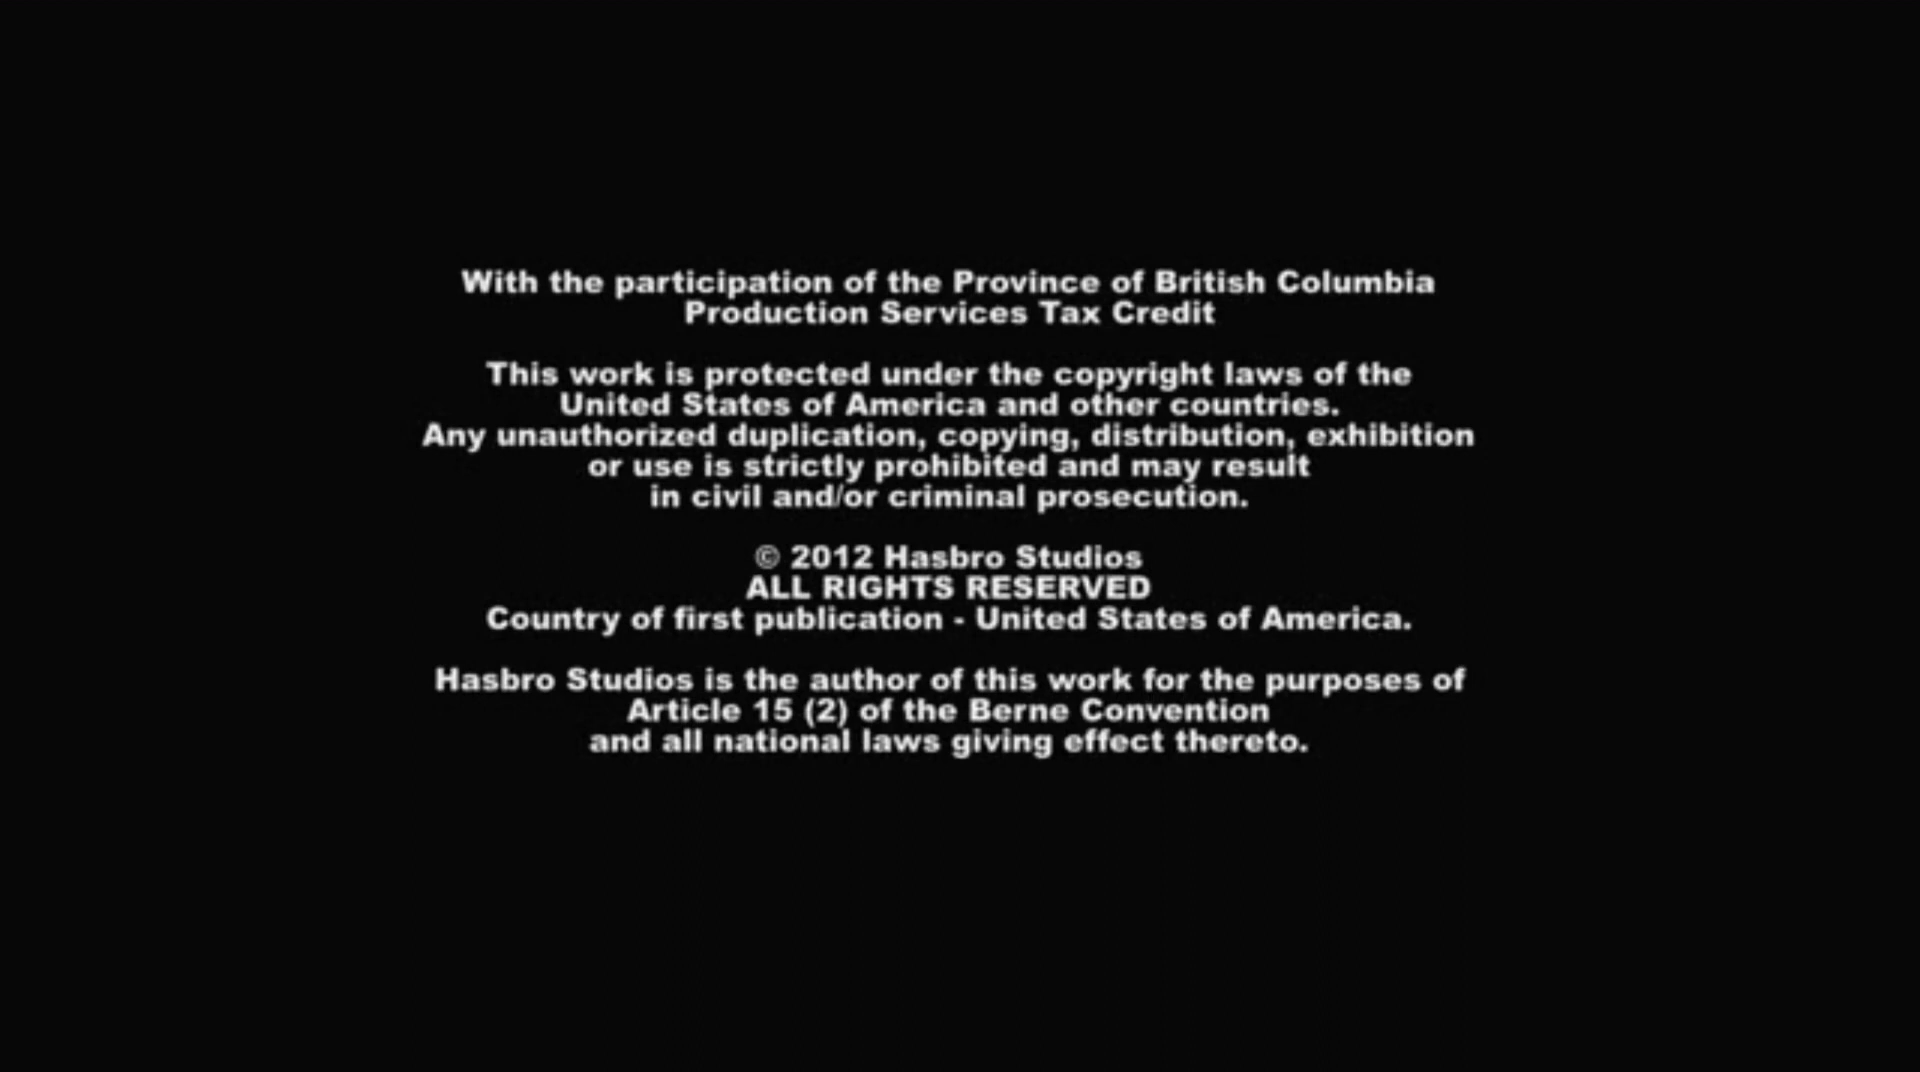 With the participation of the Province of British Columbia
Production Services Tax Credit
This work is protected under the copyright laws of the
United States of America and other countries.
Any unauthorized duplication, copying, distribution, exhibition
or use is strictly prohibited and may result
in civil and/or criminal prosecution.
© 2012 Hasbro Studios
ALL RIGHTS RESERVED
Country of first publication - United States of America.
Hasbro Studios is the author of this work for the purposes of
Article 15 (2) of the Berne Convention
and all national laws giving effect thereto.